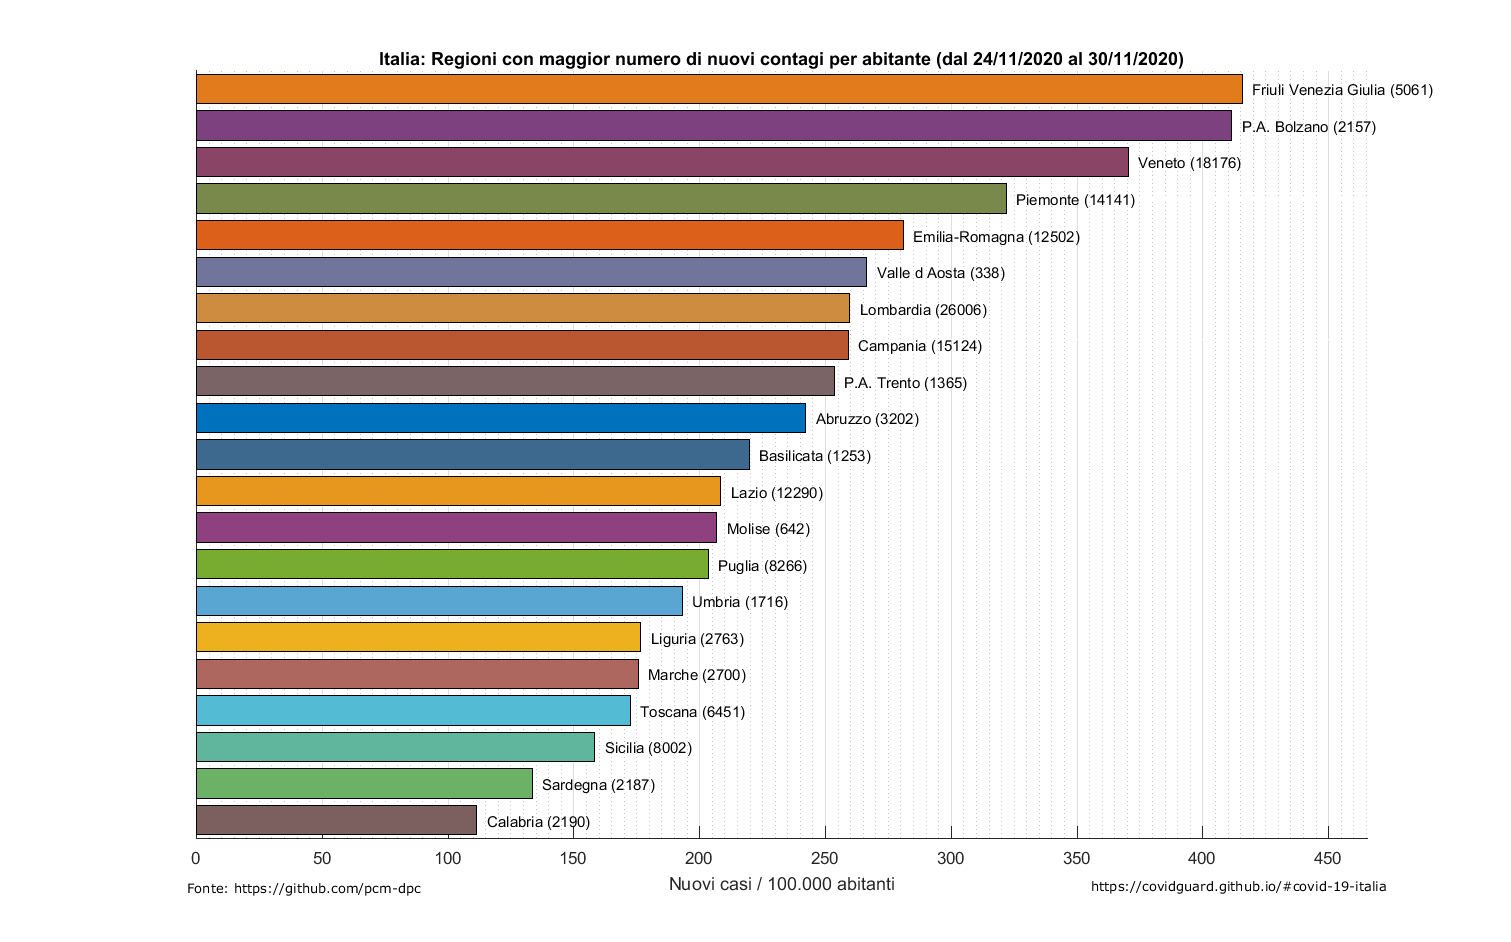 Italia: Regioni con maggior numero di nuovi contagi per abitante (dal 24/11/2020 al 30/11/2020)
Friuli Venezia Giulia (5061)
P.A. Bolzano (2157)
Veneto (18176)
Piemonte (14141)
Emilia-Romagna (12502)
Valle d Aosta (338)
Lombardia (26006)
Campania (15124)
P.A. Trento (1365)
Abruzzo (3202)
Basilicata (1253)
Lazio (12290)
Molise (642)
Puglia (8266)
Umbria (1716)
Liguria (2763)
Marche (2700)
Toscana (6451)
Sicilia (8002)
Sardegna (2187)
Calabria (2190)
0 50 100 150 200 250 300 350 400 450
Nuovi casi / 100.000 abitanti
Fonte: https://github.com/pcm-dpc
https://covidguard.github.io/#covid-19-italia